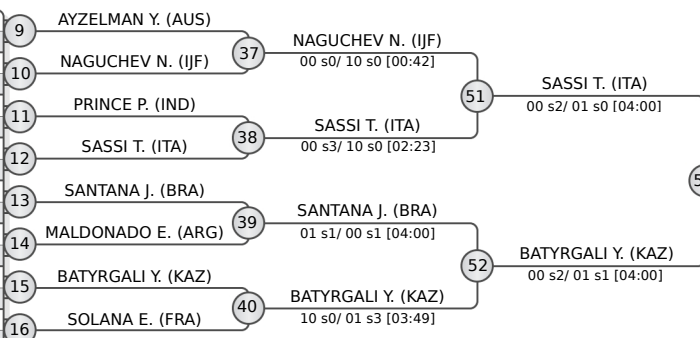 9
AYZELMAN Y. (AUS)
10
NAGUCHEV N. (IJF)
11
PRINCE P. (IND)
12
SASSI T. (ITA)
13
SANTANA J. (BRA)
14
MALDONADO E. (ARG)
15
BATYRGALI Y. (KAZ)
16
SOLANA E. (FRA)
37
NAGUCHEV N. (IJF)
00 s0/ 10 s0 [00:42]
38
SASSI T. (ITA)
00 s3/ 10 s0 [02:23]
39
SANTANA J. (BRA)
01 s1/ 00 s1 [04:00]
40
BATYRGALI Y. (KAZ)
10 s0/ 01 s3 [03:49]
51
SASSI T. (ITA)
00 s2/ 01 s0 [04:00]
52
BATYRGALI Y. (KAZ)
00 s2/ 01 s1 [04:00]